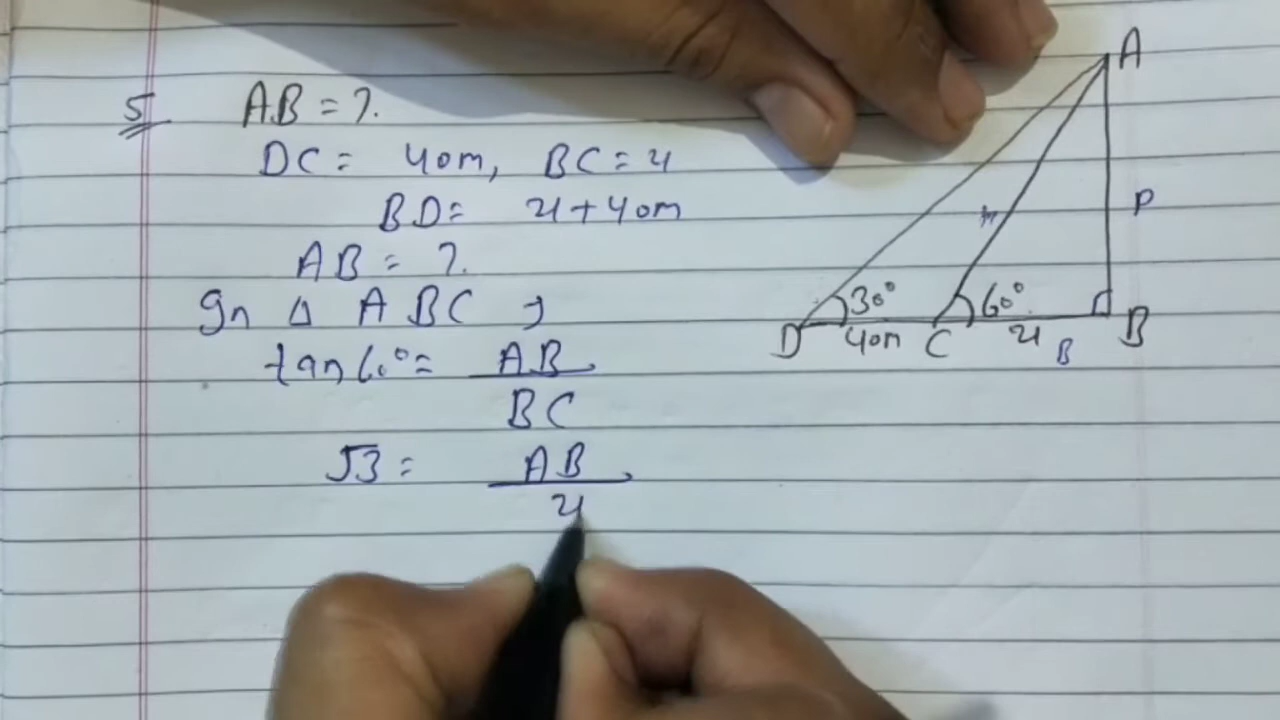 5 AB = ?
DC = 40m, BC = x
BD = x + 40m
AB = ?
In Δ ABC,
tan 60° = AB
BC
√3 = AB
x
A
P
30° 60°
D 40m C x B B